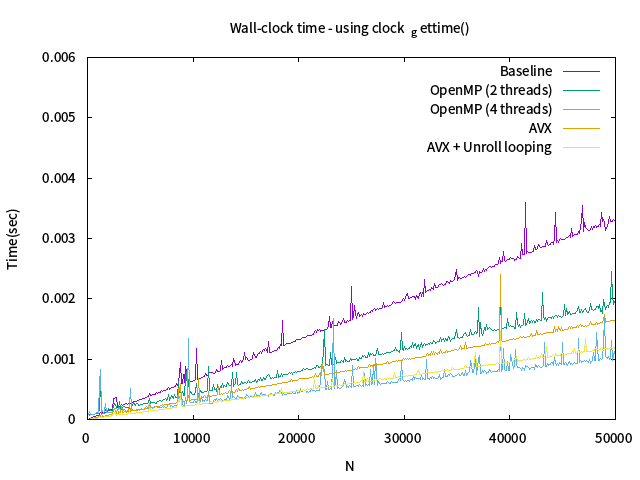 Wall-clock time - using clock gettime()
0.006
0.005
0.004
0.003
0.002
0.001
0
Time(sec)
Baseline
OpenMP (2 threads)
OpenMP (4 threads)
AVX
AVX + Unroll looping
0 10000 20000 30000 40000 50000
N